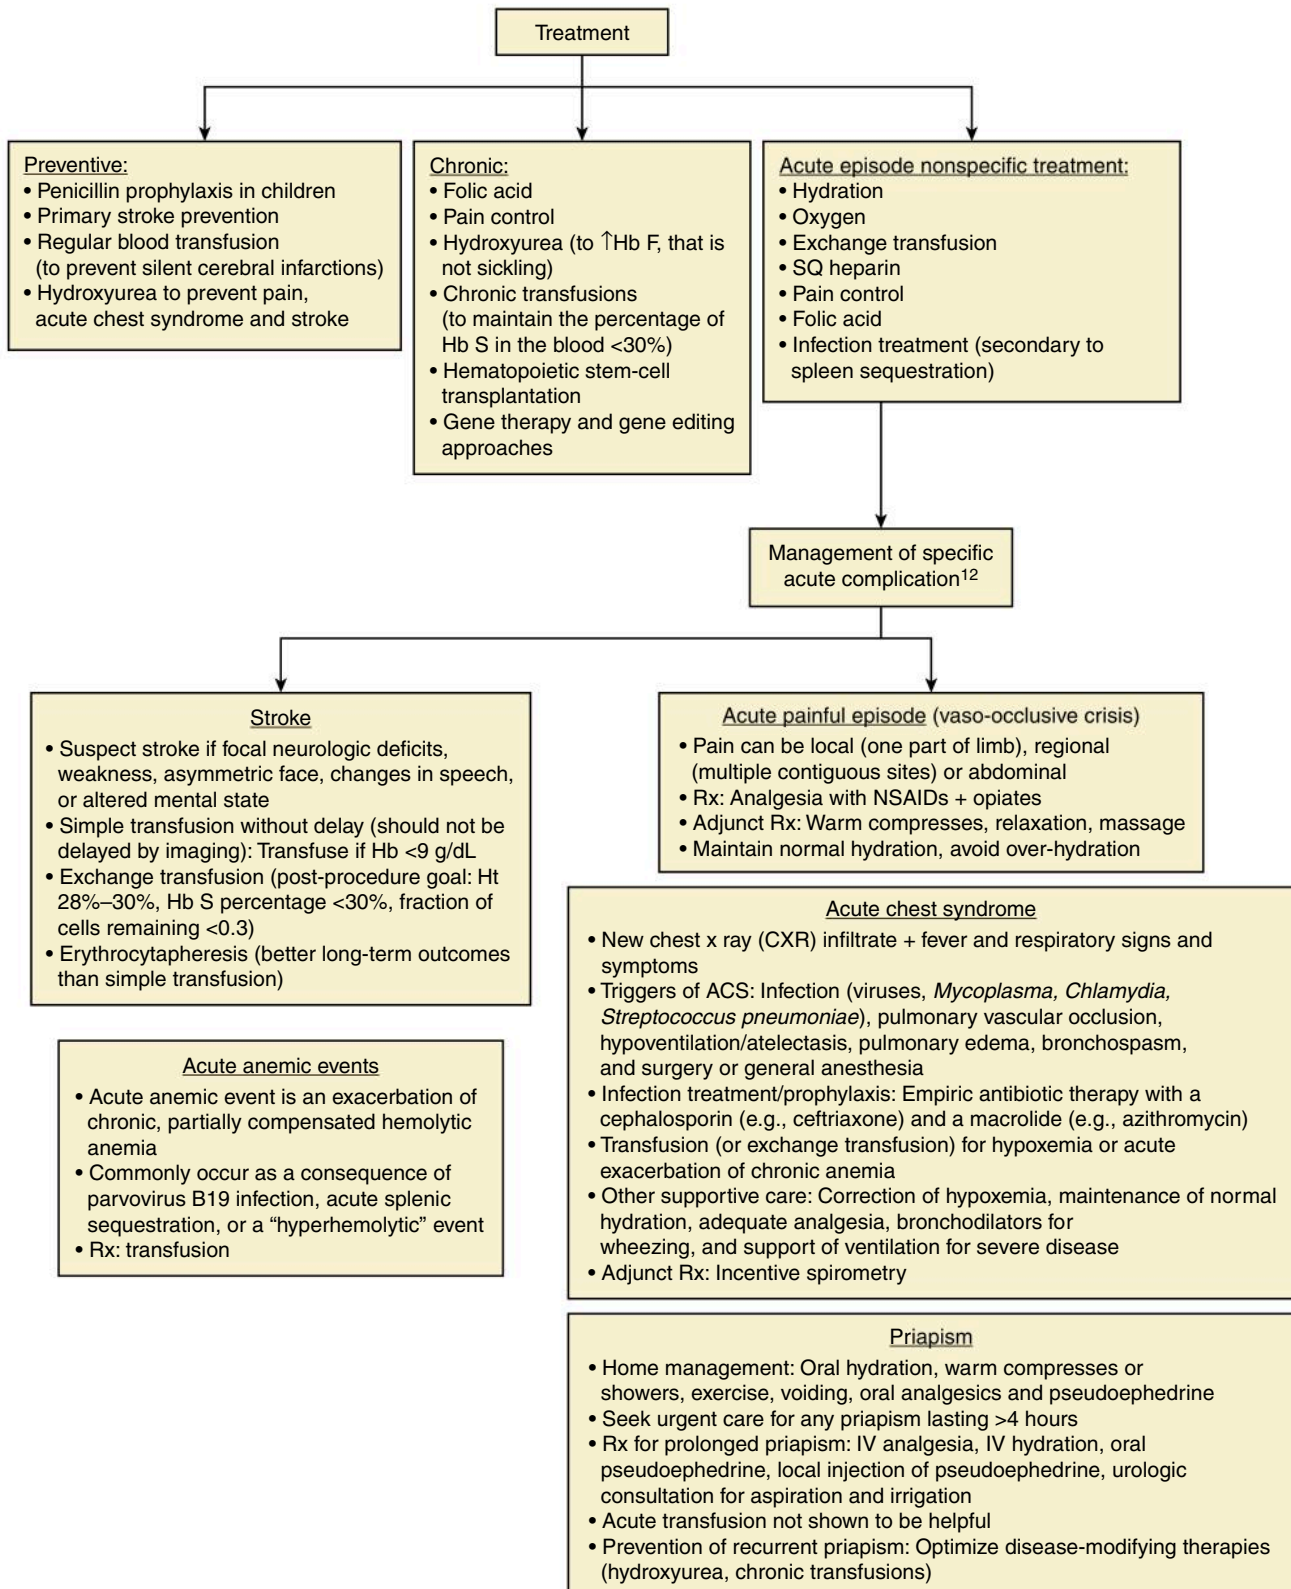 Treatment
Preventive:
• Penicillin prophylaxis in children
• Primary stroke prevention
• Regular blood transfusion
(to prevent silent cerebral infarctions)
• Hydroxyurea to prevent pain,
acute chest syndrome and stroke
Chronic:
• Folic acid
• Pain control
• Hydroxyurea (to ↑Hb F, that is
not sickling)
• Chronic transfusions
(to maintain the percentage of
Hb S in the blood <30%)
• Hematopoietic stem-cell
transplantation
• Gene therapy and gene editing
approaches
Acute episode nonspecific treatment:
• Hydration
• Oxygen
• Exchange transfusion
• SQ heparin
• Pain control
• Folic acid
• Infection treatment (secondary to
spleen sequestration)
Management of specific
acute complication¹²
Stroke
• Suspect stroke if focal neurologic deficits,
weakness, asymmetric face, changes in speech,
or altered mental state
• Simple transfusion without delay (should not be
delayed by imaging): Transfuse if Hb <9 g/dL
• Exchange transfusion (post-procedure goal: Ht
28%–30%, Hb S percentage <30%, fraction of
cells remaining <0.3)
• Erythrocytapheresis (better long-term outcomes
than simple transfusion)
Acute anemic events
• Acute anemic event is an exacerbation of
chronic, partially compensated hemolytic
anemia
• Commonly occur as a consequence of
parvovirus B19 infection, acute splenic
sequestration, or a “hyperhemolytic” event
• Rx: transfusion
Acute painful episode (vaso-occlusive crisis)
• Pain can be local (one part of limb), regional
(multiple contiguous sites) or abdominal
• Rx: Analgesia with NSAIDs + opiates
• Adjunct Rx: Warm compresses, relaxation, massage
• Maintain normal hydration, avoid over-hydration
Acute chest syndrome
• New chest x ray (CXR) infiltrate + fever and respiratory signs and
symptoms
• Triggers of ACS: Infection (viruses, Mycoplasma, Chlamydia,
Streptococcus pneumoniae), pulmonary vascular occlusion,
hypoventilation/atelectasis, pulmonary edema, bronchospasm,
and surgery or general anesthesia
• Infection treatment/prophylaxis: Empiric antibiotic therapy with a
cephalosporin (e.g., ceftriaxone) and a macrolide (e.g., azithromycin)
• Transfusion (or exchange transfusion) for hypoxemia or acute
exacerbation of chronic anemia
• Other supportive care: Correction of hypoxemia, maintenance of normal
hydration, adequate analgesia, bronchodilators for
wheezing, and support of ventilation for severe disease
• Adjunct Rx: Incentive spirometry
Priapism
• Home management: Oral hydration, warm compresses or
showers, exercise, voiding, oral analgesics and pseudoephedrine
• Seek urgent care for any priapism lasting >4 hours
• Rx for prolonged priapism: IV analgesia, IV hydration, oral
pseudoephedrine, local injection of pseudoephedrine, urologic
consultation for aspiration and irrigation
• Acute transfusion not shown to be helpful
• Prevention of recurrent priapism: Optimize disease-modifying therapies
(hydroxyurea, chronic transfusions)